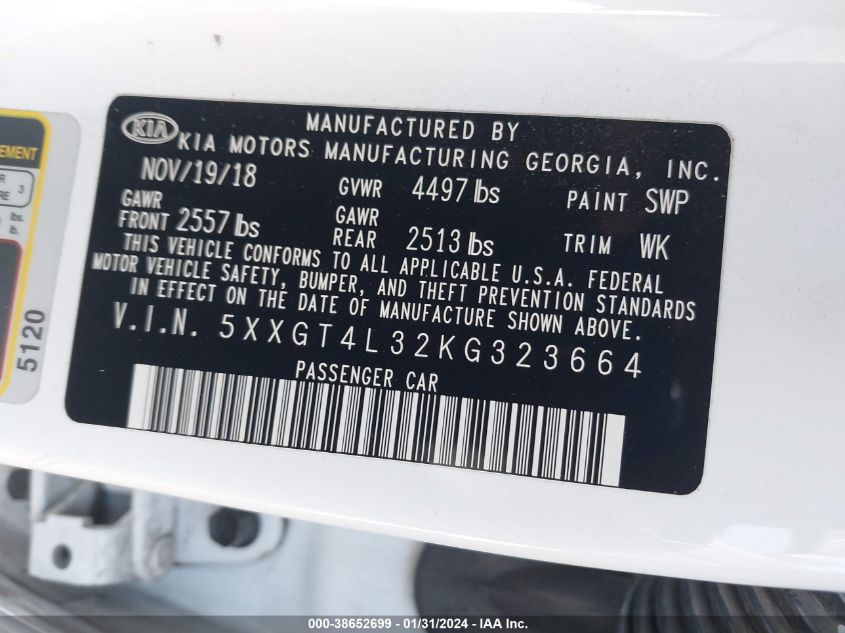 MANUFACTURED BY
KIA KIA MOTORS MANUFACTURING GEORGIA, INC.
NOV/19/18 GVWR 4497 lbs PAINT SWP
GAWR FRONT 2557 lbs GAWR REAR 2513 lbs TRIM WK
THIS VEHICLE CONFORMS TO ALL APPLICABLE U.S.A. FEDERAL
MOTOR VEHICLE SAFETY, BUMPER, AND THEFT PREVENTION STANDARDS
IN EFFECT ON THE DATE OF MANUFACTURE SHOWN ABOVE.
V.I.N. 5XXGT4L32KG323664
PASSENGER CAR
3
lbs.
lb.
5120
000-38652699 - 01/31/2024 - IAA Inc.